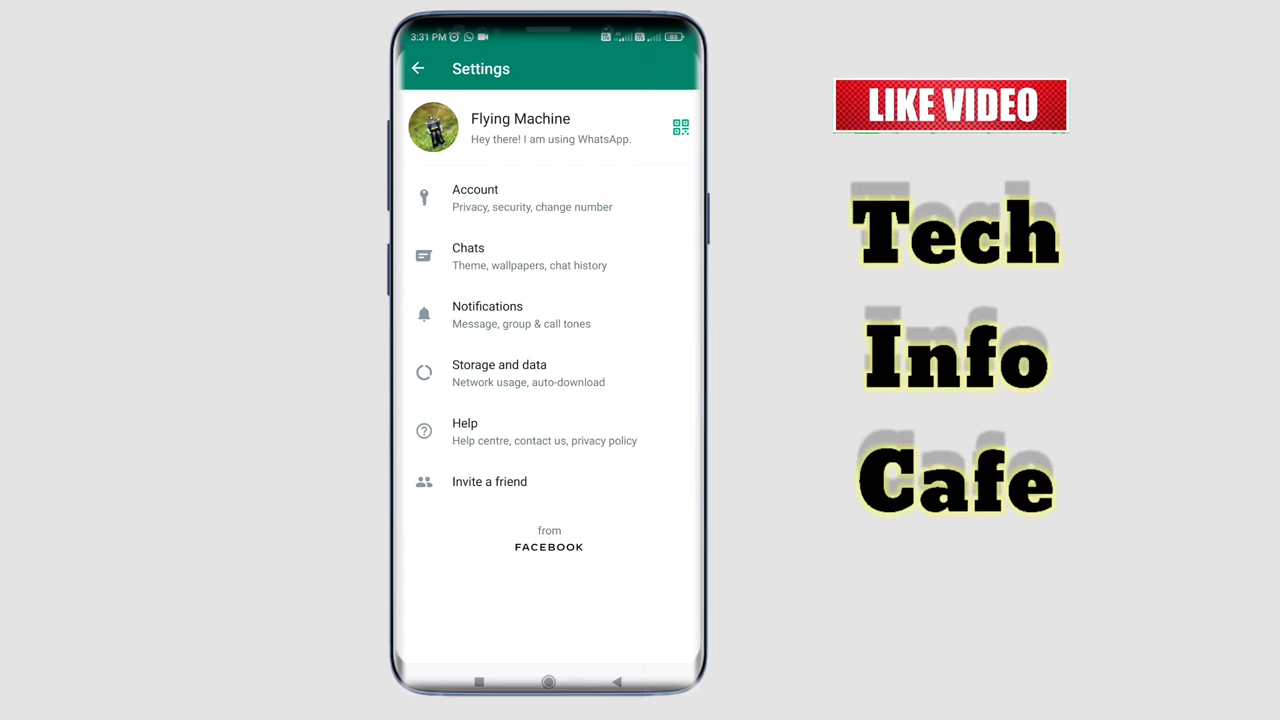 3:31 PM
Settings
Flying Machine
Hey there! I am using WhatsApp.
Account
Privacy, security, change number
Chats
Theme, wallpapers, chat history
Notifications
Message, group & call tones
Storage and data
Network usage, auto-download
Help
Help centre, contact us, privacy policy
Invite a friend
from
FACEBOOK
LIKE VIDEO
Tech
Info
Cafe